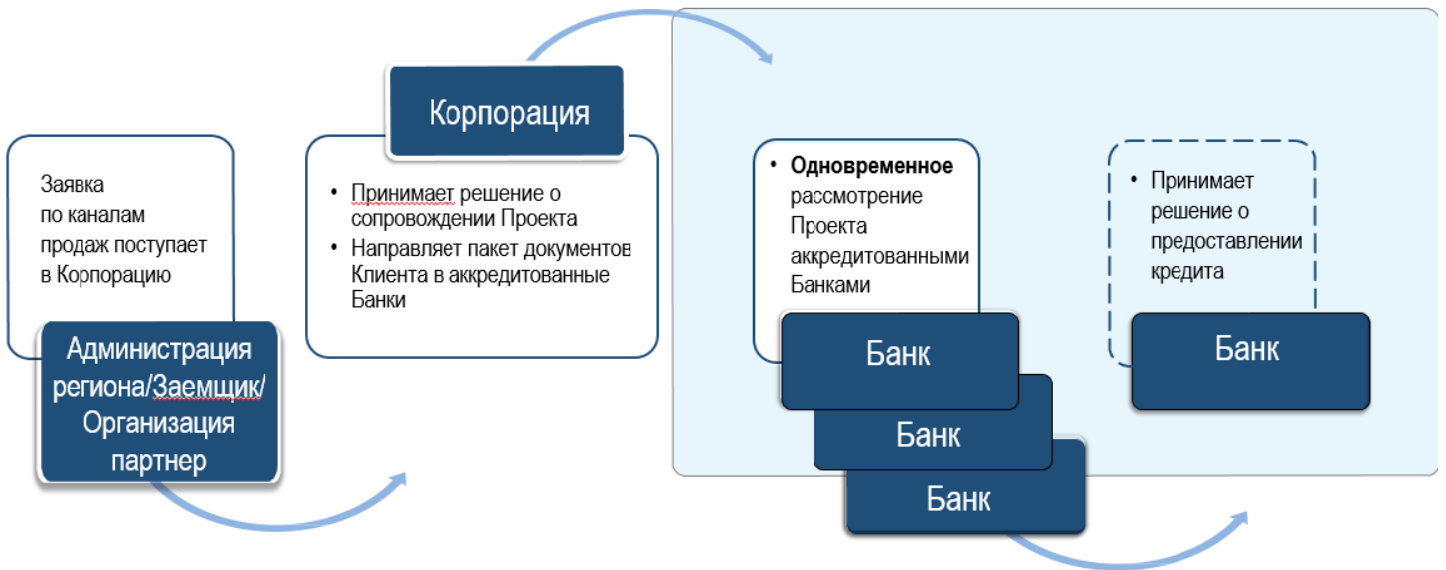 Заявка
по каналам
продаж поступает
в Корпорацию
Администрация
региона/Заемщик/
Организация
партнер
Корпорация
• Принимает решение о
сопровождении Проекта
• Направляет пакет документов
Клиента в аккредитованные
Банки
• Одновременное
рассмотрение
Проекта
аккредитованными
Банками
Банк
Банк
Банк
• Принимает
решение о
предоставлении
кредита
Банк